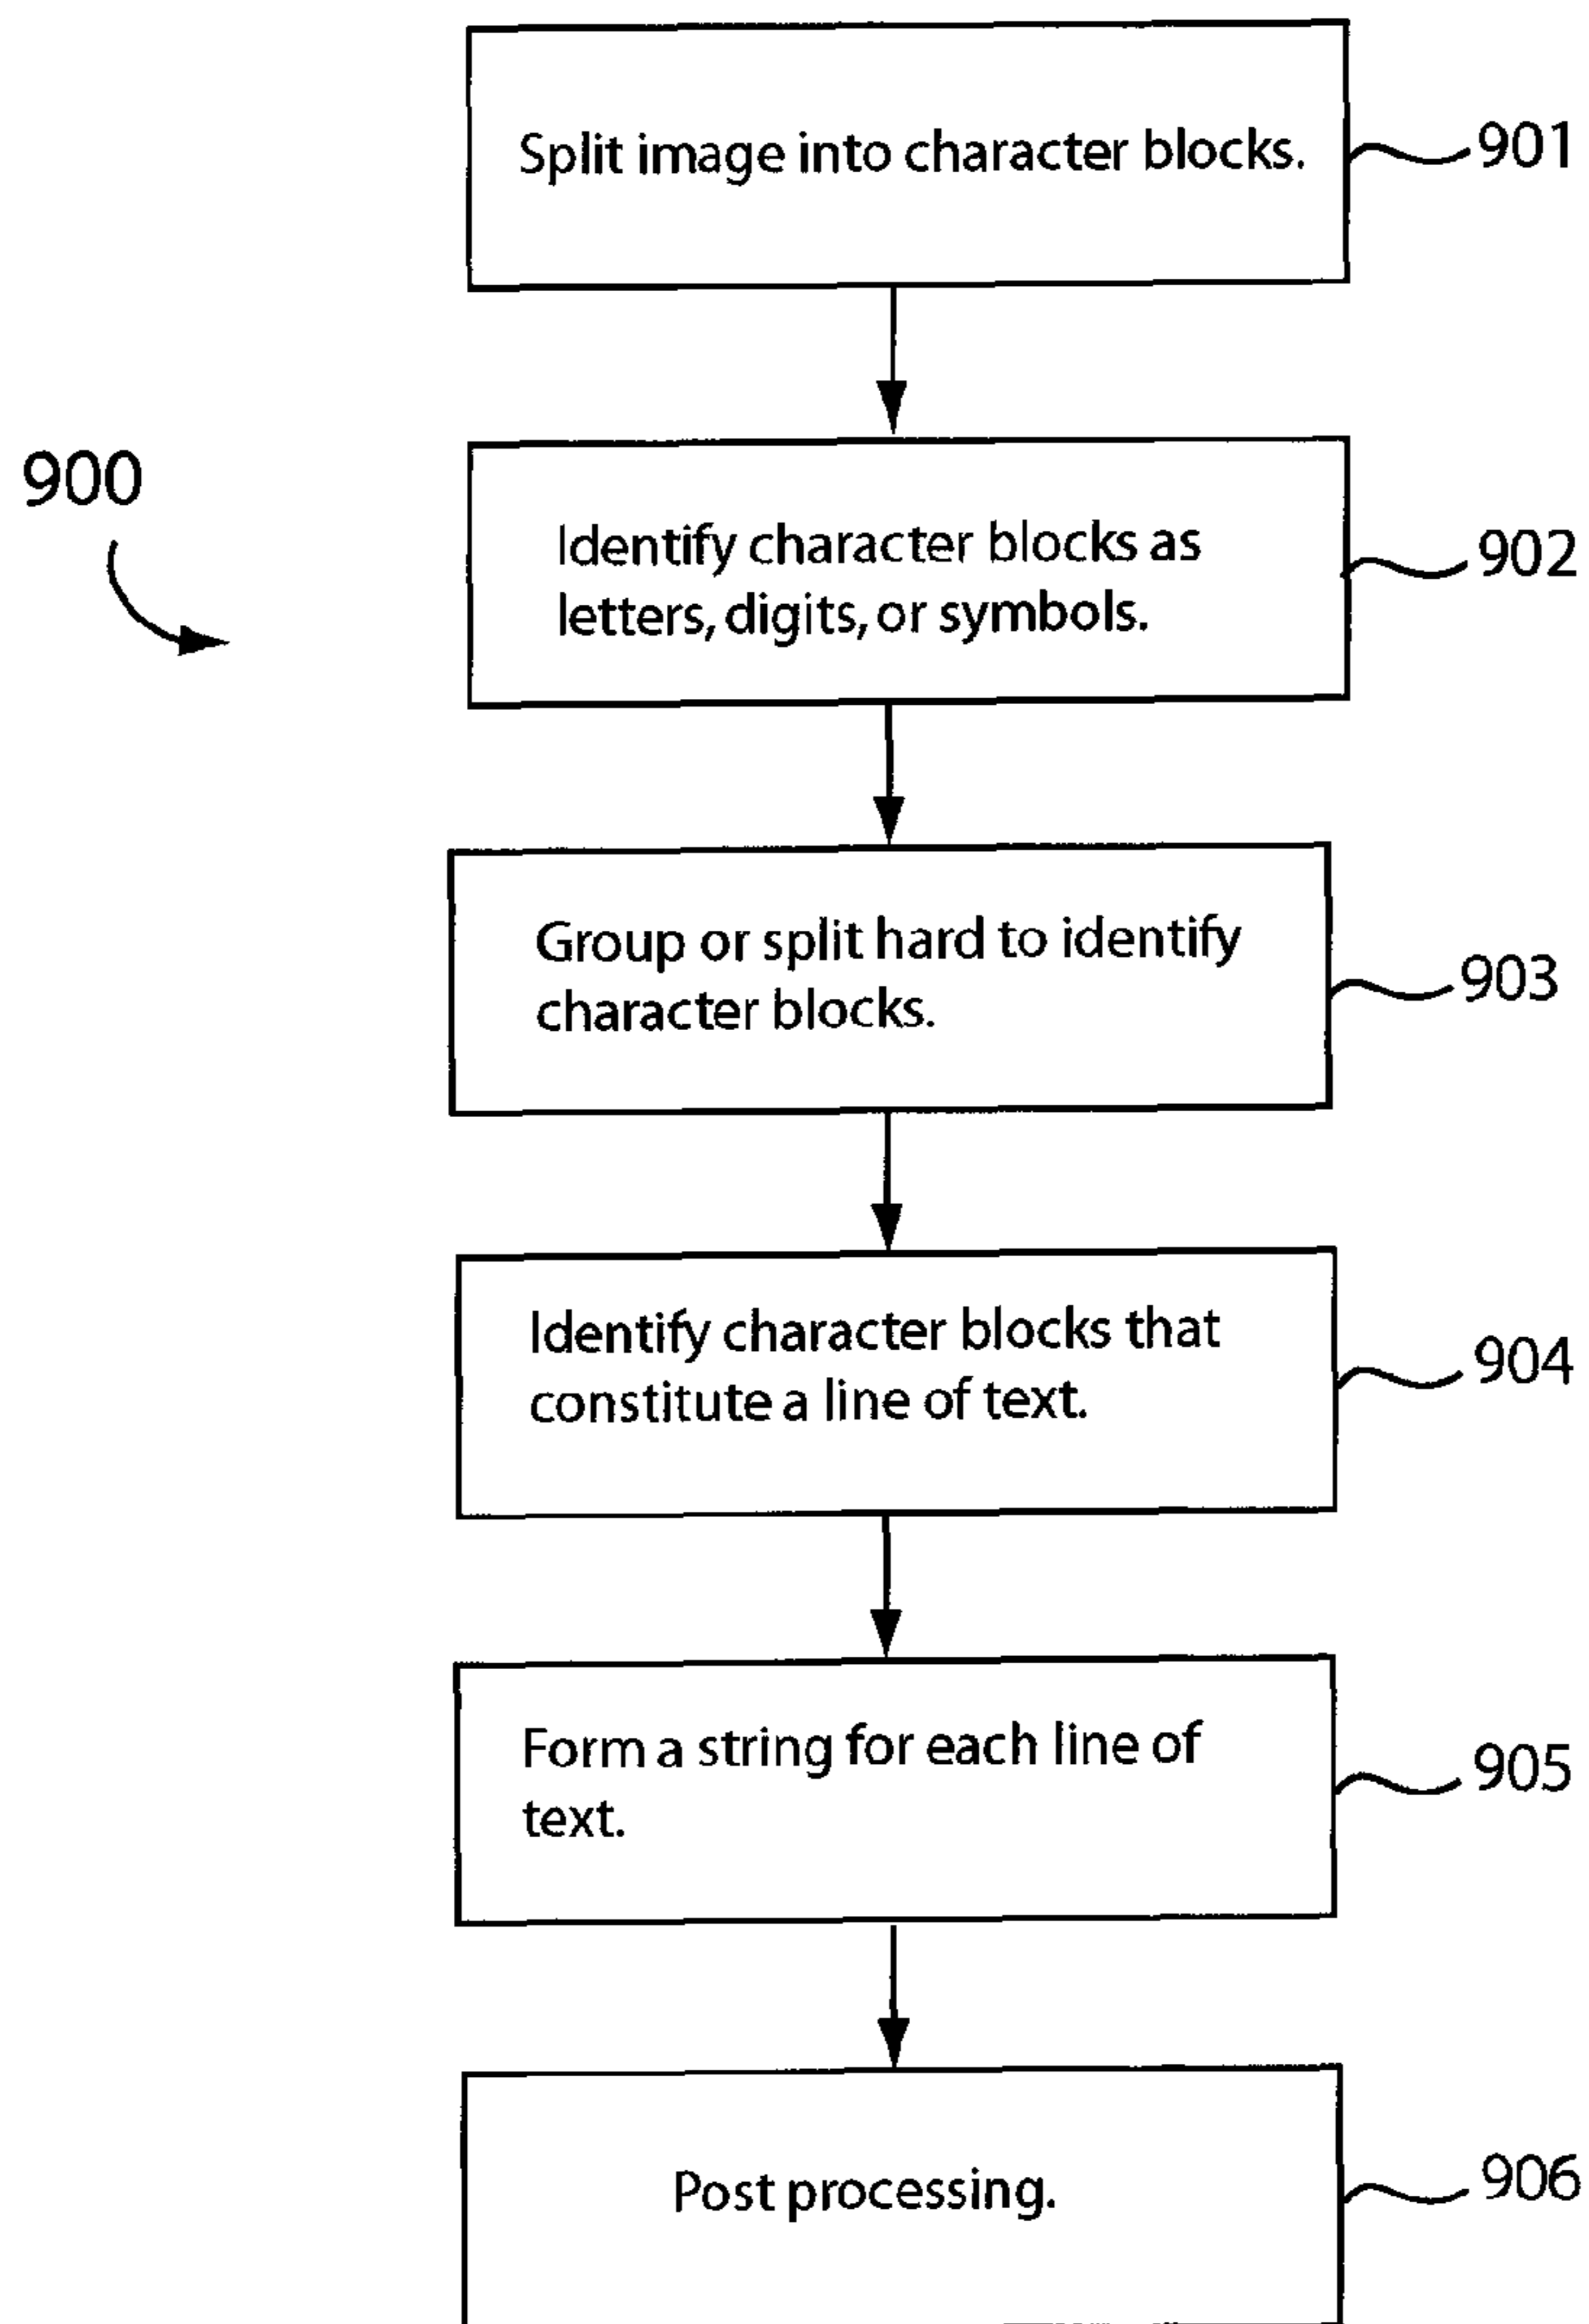 Split image into character blocks.
901
900
Identify character blocks as
letters, digits, or symbols.
902
Group or split hard to identify
character blocks.
903
Identify character blocks that
constitute a line of text.
904
Form a string for each line of
text.
905
Post processing.
906